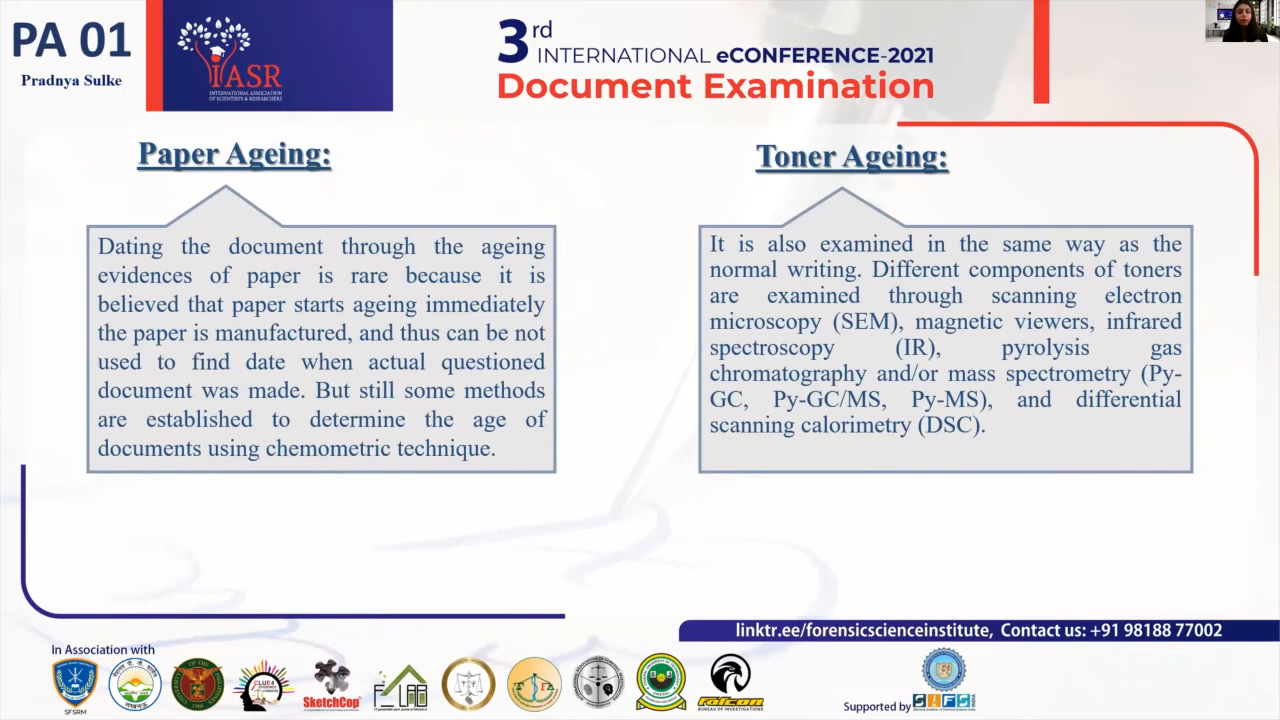 PA 01
Pradnya Sulke
IASR
INTERNATIONAL ASSOCIATION
OF SCIENTISTS & RESEARCHERS
3rd
INTERNATIONAL eCONFERENCE-2021
Document Examination
Paper Ageing:
Dating the document through the ageing
evidences of paper is rare because it is
believed that paper starts ageing immediately
the paper is manufactured, and thus can be not
used to find date when actual questioned
document was made. But still some methods
are established to determine the age of
documents using chemometric technique.
Toner Ageing:
It is also examined in the same way as the
normal writing. Different components of toners
are examined through scanning electron
microscopy (SEM), magnetic viewers, infrared
spectroscopy (IR), pyrolysis gas
chromatography and/or mass spectrometry (Py-
GC, Py-GC/MS, Py-MS), and differential
scanning calorimetry (DSC).
linktr.ee/forensicscienceinstitute, Contact us: +91 98188 77002
In Association with
SFSRM
CLUE4
SketchCop
LAB
falcon
BUREAU OF INVESTIGATIONS
Supported by
SIFS
INDIA